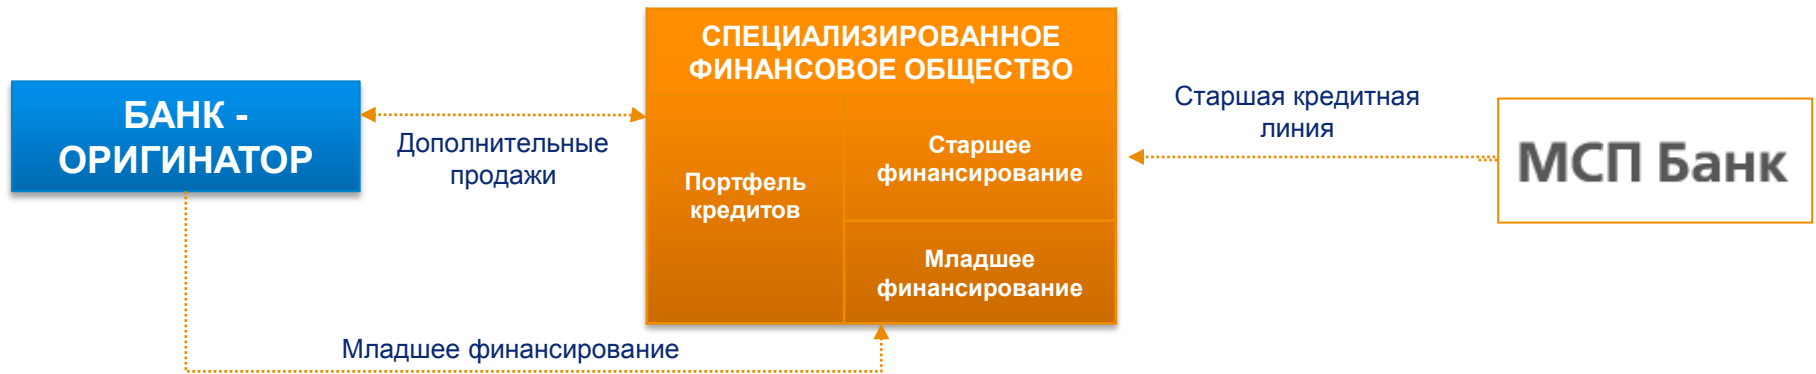 СПЕЦИАЛИЗИРОВАННОЕ
ФИНАНСОВОЕ ОБЩЕСТВО
БАНК -
ОРИГИНАТОР
Дополнительные
продажи
Портфель
кредитов
Старшее
финансирование
Младшее
финансирование
Старшая кредитная
линия
МСП Банк
Младшее финансирование